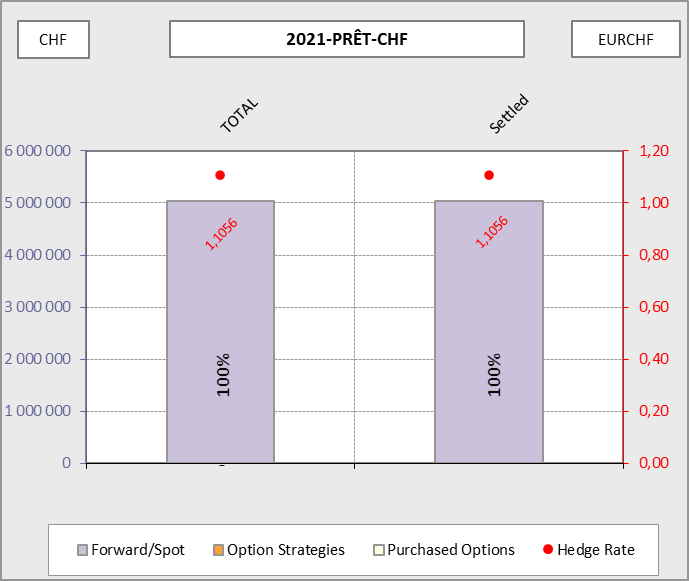 CHF
2021-PRÊT-CHF
EURCHF
TOTAL
Settled
6 000 000
5 000 000
4 000 000
3 000 000
2 000 000
1 000 000
0
1,1056
1,1056
100%
100%
-
1,20
1,00
0,80
0,60
0,40
0,20
0,00
Forward/Spot
Option Strategies
Purchased Options
Hedge Rate